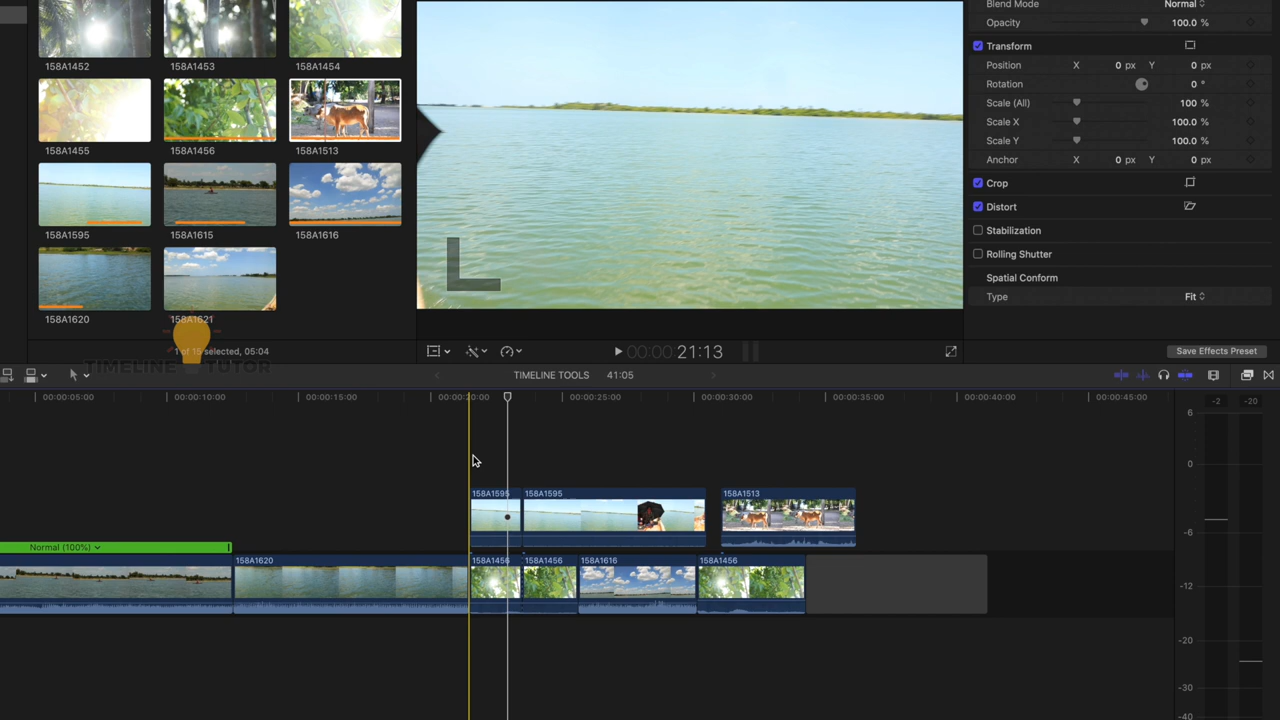 Blend Mode Normal
Opacity 100.0 %
158A1452 158A1453 158A1454
Transform
Position X 0 px Y 0 px
Rotation 0 °
Scale (All) 100 %
Scale X 100.0 %
Scale Y 100.0 %
Anchor X 0 px Y 0 px
158A1455 158A1456 158A1513
Crop
Distort
158A1595 158A1615 158A1616
Stabilization
Rolling Shutter
Spatial Conform
Type Fit
158A1620 158A1621
1 of 15 selected, 05:04
00:00:21:13
Save Effects Preset
TIMELINE TUTOR
TIMELINE TOOLS 41:05
00:00:05:00 00:00:10:00 00:00:15:00 00:00:20:00 00:00:25:00 00:00:30:00 00:00:35:00 00:00:40:00 00:00:45:00
-2 -20
6
0
-6
-12
-20
-30
-40
158A1595 158A1595 158A1513
Normal (100%)
158A1620 158A1456 158A1456 158A1616 158A1456